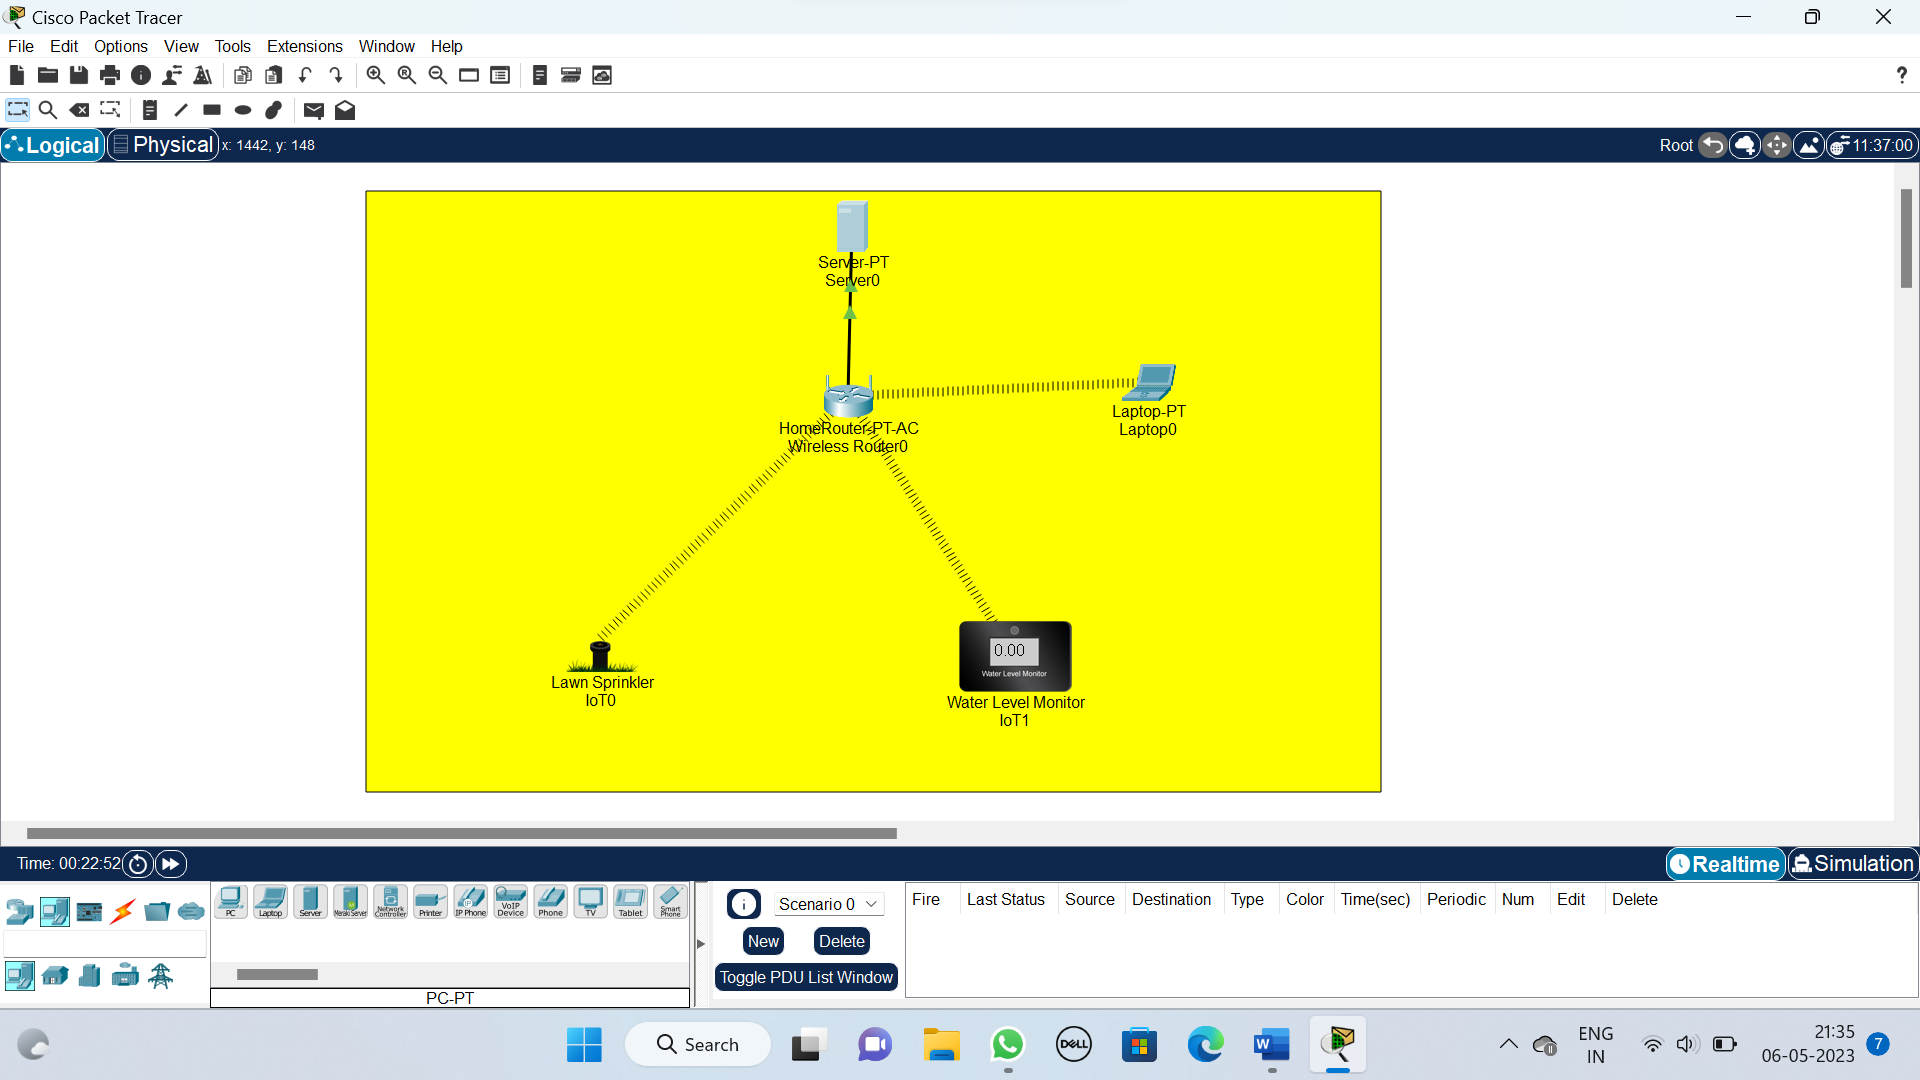 Cisco Packet Tracer
File Edit Options View Tools Extensions Window Help
?
Logical Physical x: 1442, y: 148 Root 11:37:00
Server-PT
Server0
Laptop-PT
Laptop0
HomeRouter-PT-AC
Wireless Router0
0.00
Water Level Monitor
Lawn Sprinkler
IoT0
Water Level Monitor
IoT1
Time: 00:22:52 Realtime Simulation
PC Laptop Server Meraki Server Network Controller Printer IP Phone VoIP Device Phone TV Tablet Smart Phone
Scenario 0
New Delete
Toggle PDU List Window
Fire Last Status Source Destination Type Color Time(sec) Periodic Num Edit Delete
PC-PT
Search
DELL
W
ENG
IN
21:35
06-05-2023
7